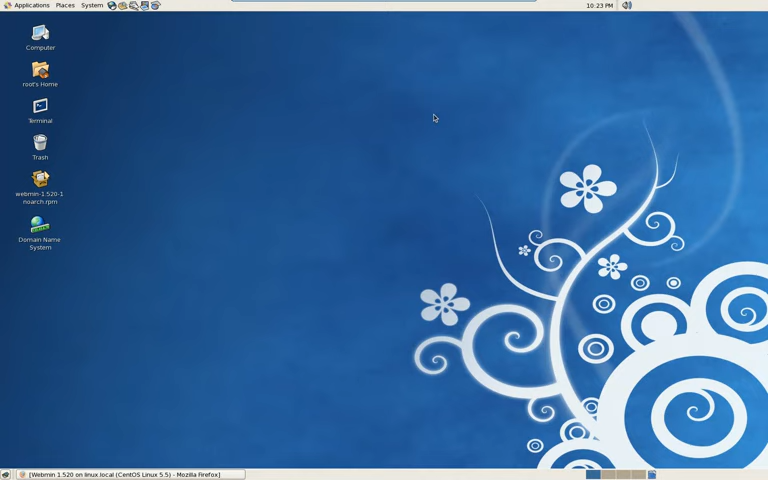 Applications Places System
10:23 PM
Computer
root's Home
Terminal
Trash
webmin-1.520-1
noarch.rpm
Domain Name
System
[Webmin 1.520 on linux.local (CentOS Linux 5.5) - Mozilla Firefox]